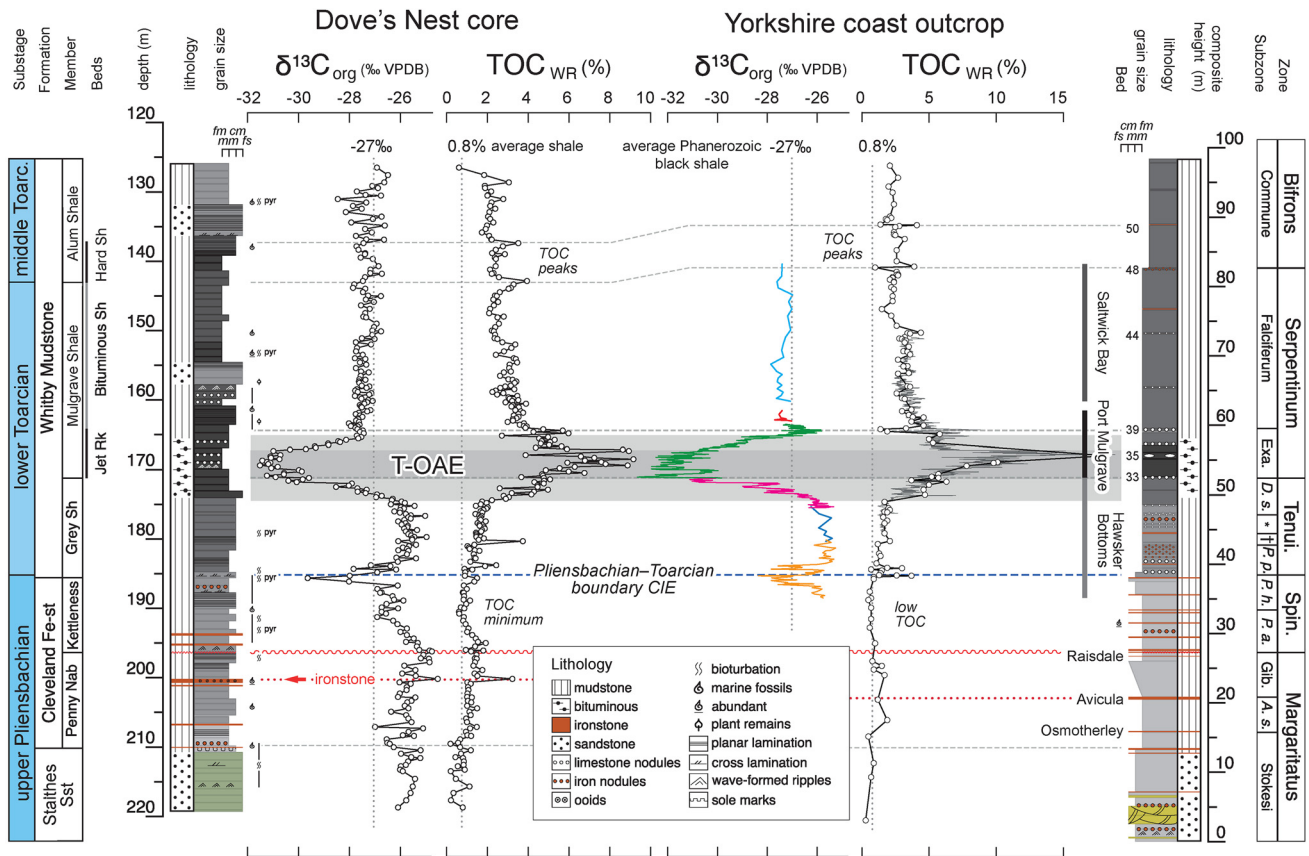 Dove's Nest core
Yorkshire coast outcrop
Substage
Formation
Member
Beds
depth (m)
lithology
grain size
δ¹³Corg (‰ VPDB)
TOC WR (%)
δ¹³Corg (‰ VPDB)
TOC WR (%)
Bed
grain size
lithology
composite
height (m)
Subzone
Zone
-32 -30 -28 -26
0 2 4 6 8 10
-32 -30 -28 -26
0 5 10 15
fm cm
mm fs
cm fm
fs mm
-27‰
0.8% average shale
average Phanerozoic
black shale
-27‰
0.8%
120
130
140
150
160
170
180
190
200
210
220
100
90
80
70
60
50
40
30
20
10
0
middle Toarc.
lower Toarcian
upper Pliensbachian
Whitby Mudstone
Cleveland Fe-st
Staithes
Sst
Alum Shale
Mulgrave Shale
Grey Sh
Kettleness
Penny Nab
Hard Sh
Bituminous Sh
Jet Rk
pyr
pyr
pyr
pyr
pyr
TOC
peaks
TOC
peaks
T-OAE
Pliensbachian–Toarcian
boundary CIE
TOC
minimum
low
TOC
ironstone
Saltwick Bay
Port Mulgrave
Hawsker
Bottoms
50
48
44
39
35
33
Raisdale
Avicula
Osmotherley
Commune
Falciferum
Exa.
D. s.
*
†
P. p.
P. h.
P. a.
Gib.
A. s.
Stokesi
Bifrons
Serpentinum
Tenui.
Spin.
Margaritatus
Lithology
mudstone
bituminous
ironstone
sandstone
limestone nodules
iron nodules
ooids
bioturbation
marine fossils
abundant
plant remains
planar lamination
cross lamination
wave-formed ripples
sole marks